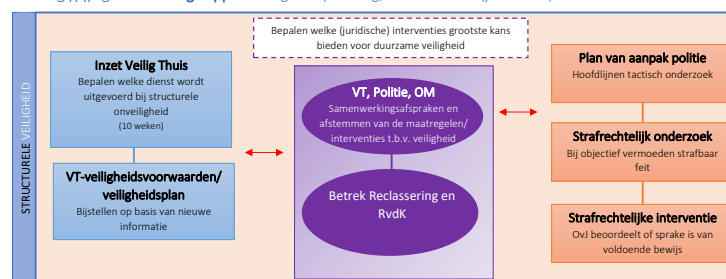 Bepalen welke (juridische) interventies grootste kans
bieden voor duurzame veiligheid
STRUCTURELE VEILIGHEID
Inzet Veilig Thuis
Bepalen welke dienst wordt
uitgevoerd bij structurele
onveiligheid
(10 weken)
VT-veiligheidsvoorwaarden/
veiligheidsplan
Bijstellen op basis van nieuwe
informatie
VT, Politie, OM
Samenwerkingsafspraken en
afstemmen van de maatregelen/
interventies t.b.v. veiligheid
Betrek Reclassering en
RvdK
Plan van aanpak politie
Hoofdlijnen tactisch onderzoek
Strafrechtelijk onderzoek
Bij objectief vermoeden strafbaar
feit
Strafrechtelijke interventie
OvJ beoordeelt of sprake is van
voldoende bewijs